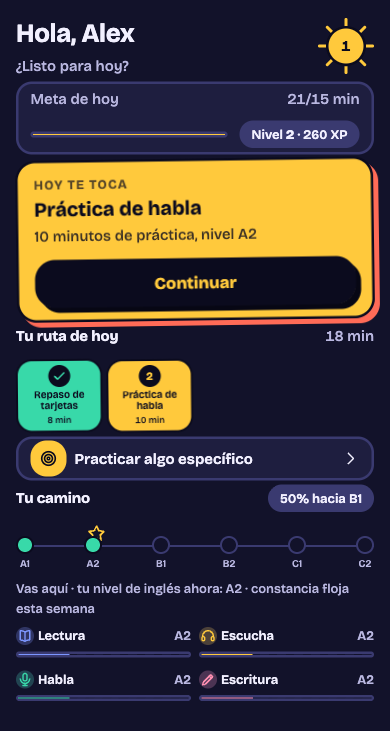 Hola, Alex
1
¿Listo para hoy?
Meta de hoy
21/15 min
Nivel 2 · 260 XP
HOY TE TOCA
Práctica de habla
10 minutos de práctica, nivel A2
Continuar
Tu ruta de hoy
18 min
Repaso de
tarjetas
8 min
2
Práctica de
habla
10 min
Practicar algo específico
Tu camino
50% hacia B1
A1
A2
B1
B2
C1
C2
Vas aquí · tu nivel de inglés ahora: A2 · constancia floja
esta semana
Lectura
A2
Escucha
A2
Habla
A2
Escritura
A2